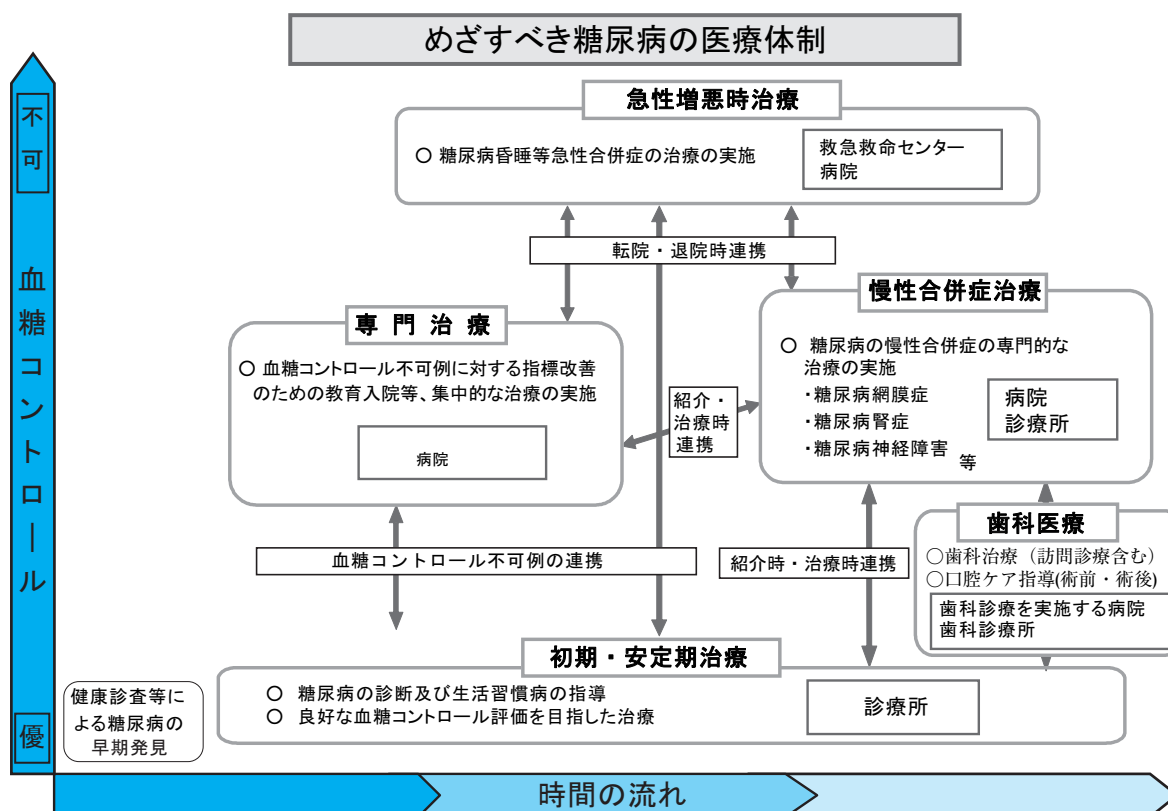 めざすべき糖尿病の医療体制
不可
血糖コントロール
優
急性増悪時治療
○ 糖尿病昏睡等急性合併症の治療の実施
救急救命センター
病院
転院・退院時連携
専門治療
○ 血糖コントロール不可例に対する指標改善
のための教育入院等、集中的な治療の実施
病院
紹介・
治療時
連携
慢性合併症治療
○ 糖尿病の慢性合併症の専門的な
治療の実施
・糖尿病網膜症
・糖尿病腎症
・糖尿病神経障害 等
病院
診療所
血糖コントロール不可例の連携
紹介時・治療時連携
歯科医療
○歯科治療（訪問診療含む）
○口腔ケア指導(術前・術後)
歯科診療を実施する病院
歯科診療所
初期・安定期治療
○ 糖尿病の診断及び生活習慣病の指導
○ 良好な血糖コントロール評価を目指した治療
診療所
健康診査等に
よる糖尿病の
早期発見
時間の流れ